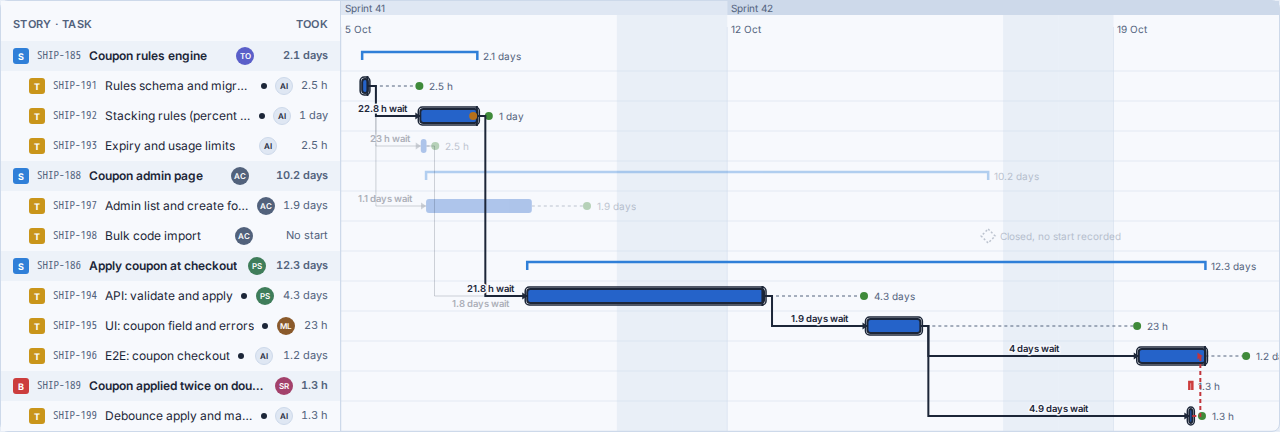 Sprint 41
Sprint 42
STORY · TASK
TOOK
5 Oct
12 Oct
19 Oct
S SHIP-185 Coupon rules engine TO 2.1 days
2.1 days
T SHIP-191 Rules schema and migr... AI 2.5 h
2.5 h
T SHIP-192 Stacking rules (percent ... AI 1 day
22.8 h wait
1 day
T SHIP-193 Expiry and usage limits AI 2.5 h
23 h wait
2.5 h
S SHIP-188 Coupon admin page AC 10.2 days
10.2 days
T SHIP-197 Admin list and create fo... AC 1.9 days
1.1 days wait
1.9 days
T SHIP-198 Bulk code import AC No start
Closed, no start recorded
S SHIP-186 Apply coupon at checkout PS 12.3 days
12.3 days
T SHIP-194 API: validate and apply PS 4.3 days
21.8 h wait
1.8 days wait
4.3 days
T SHIP-195 UI: coupon field and errors ML 23 h
1.9 days wait
23 h
T SHIP-196 E2E: coupon checkout AI 1.2 days
4 days wait
1.2 d
B SHIP-189 Coupon applied twice on dou... SR 1.3 h
1.3 h
T SHIP-199 Debounce apply and ma... AI 1.3 h
4.9 days wait
1.3 h